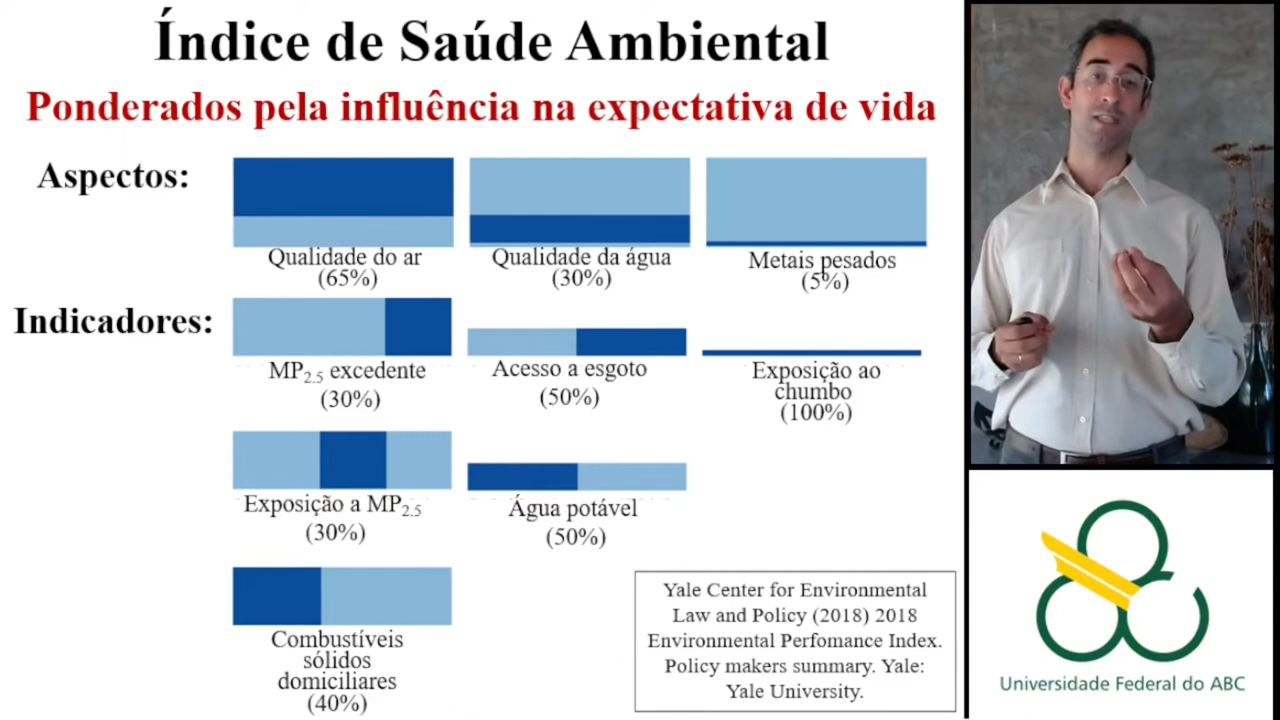 Índice de Saúde Ambiental
Ponderados pela influência na expectativa de vida
Aspectos:
Qualidade do ar
(65%)
Qualidade da água
(30%)
Metais pesados
(5%)
Indicadores:
MP2.5 excedente
(30%)
Acesso a esgoto
(50%)
Exposição ao
chumbo
(100%)
Exposição a MP2.5
(30%)
Água potável
(50%)
Combustíveis
sólidos
domiciliares
(40%)
Yale Center for Environmental
Law and Policy (2018) 2018
Environmental Perfomance Index.
Policy makers summary. Yale:
Yale University.
Universidade Federal do ABC